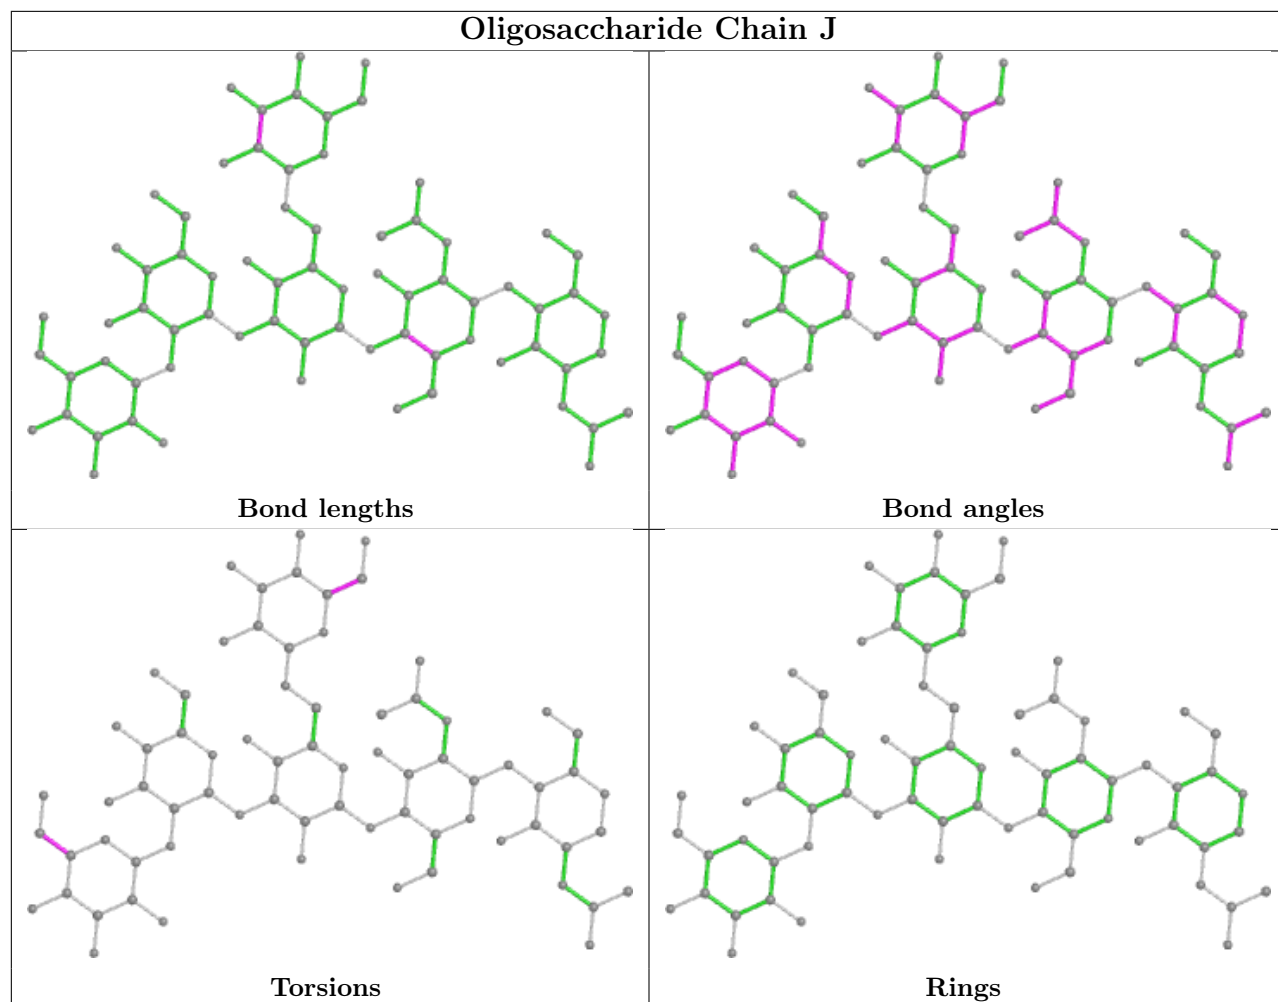 Oligosaccharide Chain J
Bond lengths
Bond angles
Torsions
Rings